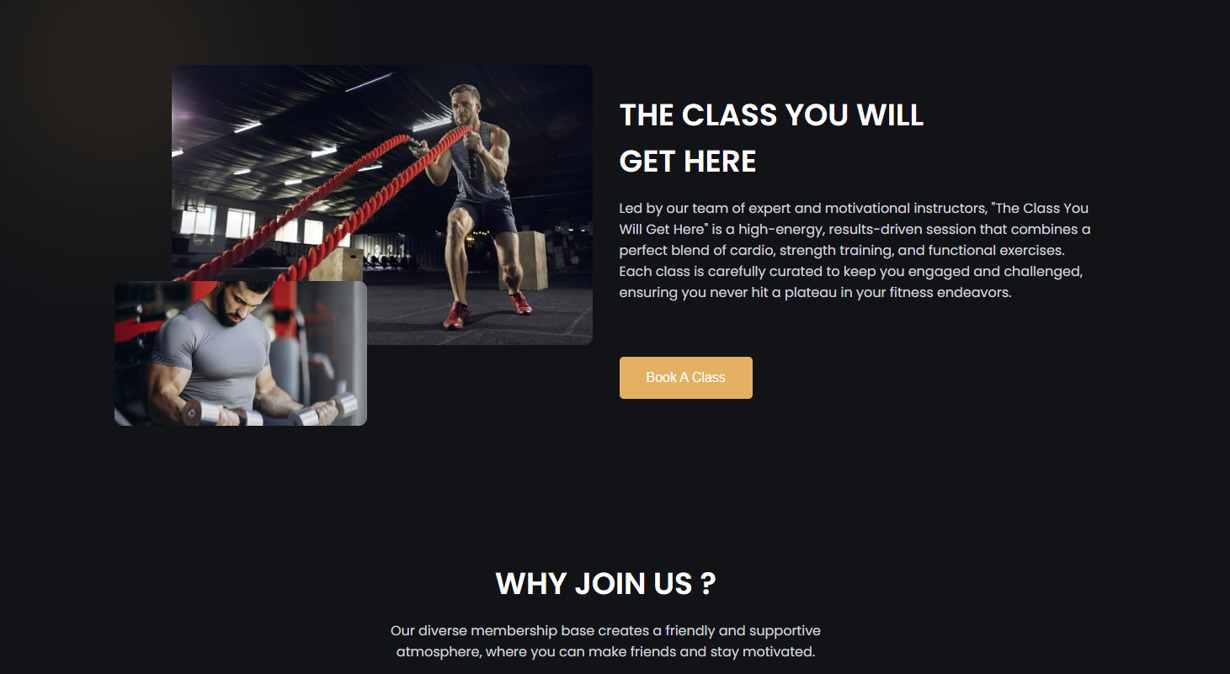 THE CLASS YOU WILL
GET HERE
Led by our team of expert and motivational instructors, "The Class You
Will Get Here" is a high-energy, results-driven session that combines a
perfect blend of cardio, strength training, and functional exercises.
Each class is carefully curated to keep you engaged and challenged,
ensuring you never hit a plateau in your fitness endeavors.
Book A Class
WHY JOIN US ?
Our diverse membership base creates a friendly and supportive
atmosphere, where you can make friends and stay motivated.